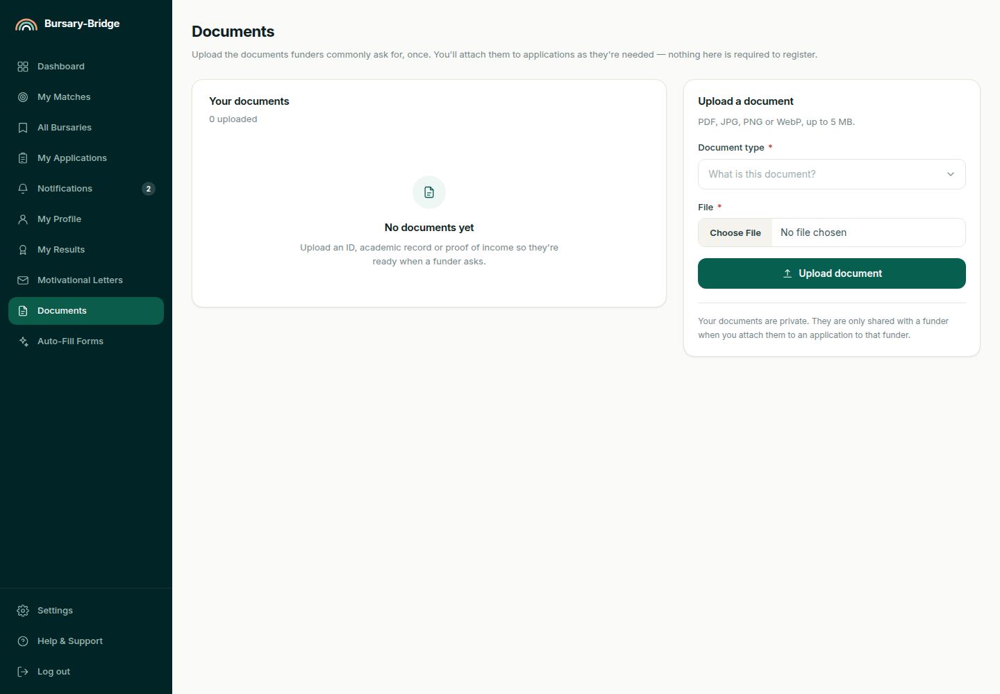 Bursary-Bridge
Dashboard
My Matches
All Bursaries
My Applications
Notifications 2
My Profile
My Results
Motivational Letters
Documents
Auto-Fill Forms
Settings
Help & Support
Log out
Documents
Upload the documents funders commonly ask for, once. You'll attach them to applications as they're needed — nothing here is required to register.
Your documents
0 uploaded
No documents yet
Upload an ID, academic record or proof of income so they're
ready when a funder asks.
Upload a document
PDF, JPG, PNG or WebP, up to 5 MB.
Document type *
What is this document?
File *
Choose File No file chosen
Upload document
Your documents are private. They are only shared with a funder
when you attach them to an application to that funder.